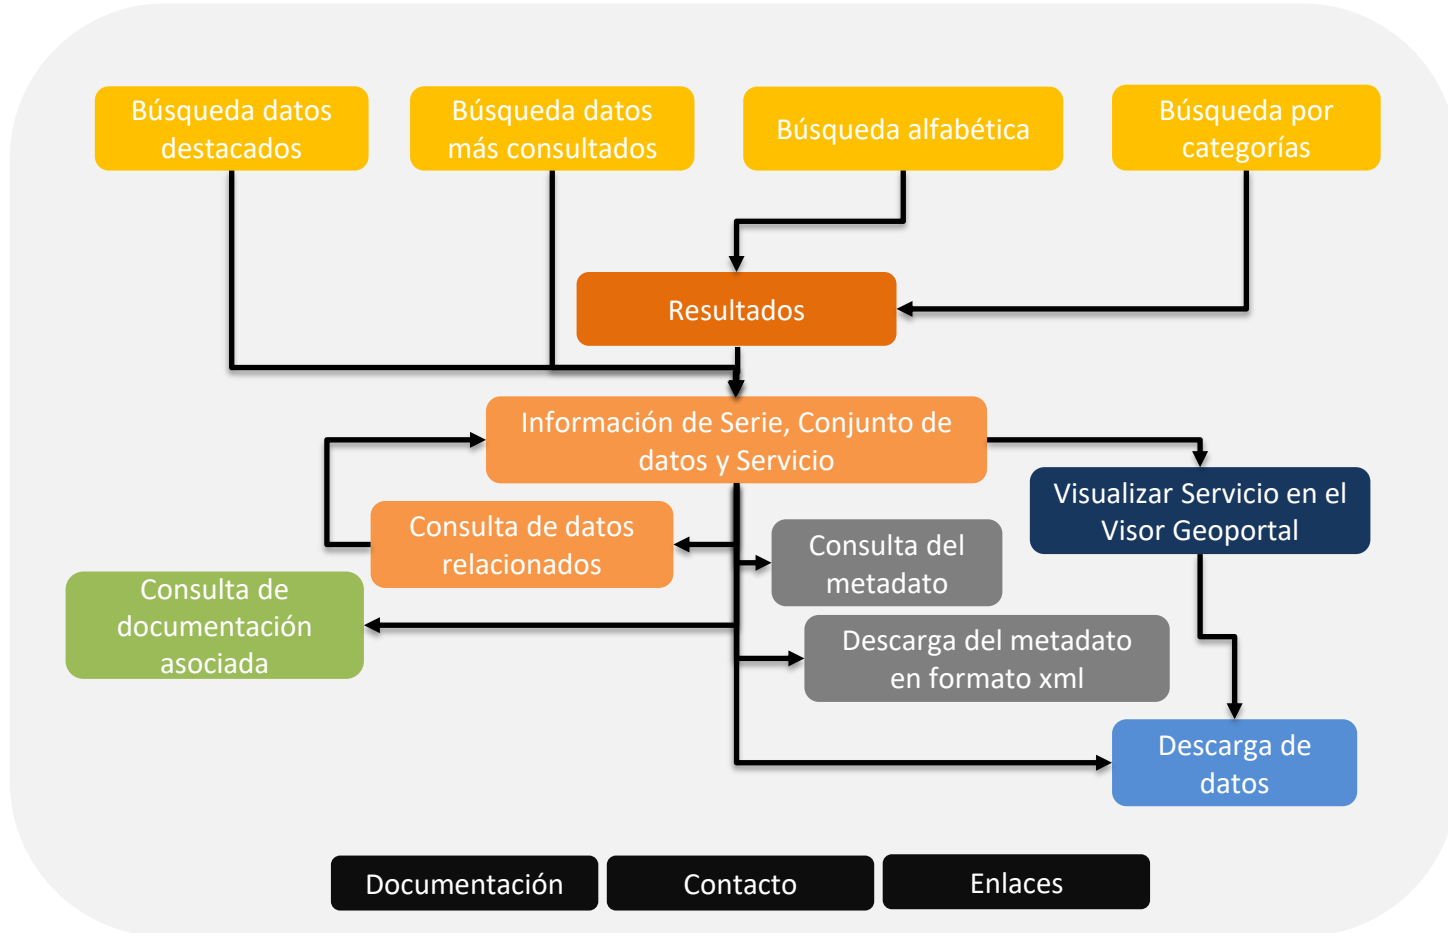 Búsqueda datos
destacados
Búsqueda datos
más consultados
Búsqueda alfabética
Búsqueda por
categorías
Resultados
Información de Serie, Conjunto de
datos y Servicio
Visualizar Servicio en el
Visor Geoportal
Consulta de datos
relacionados
Consulta del
metadato
Consulta de
documentación
asociada
Descarga del metadato
en formato xml
Descarga de
datos
Documentación
Contacto
Enlaces